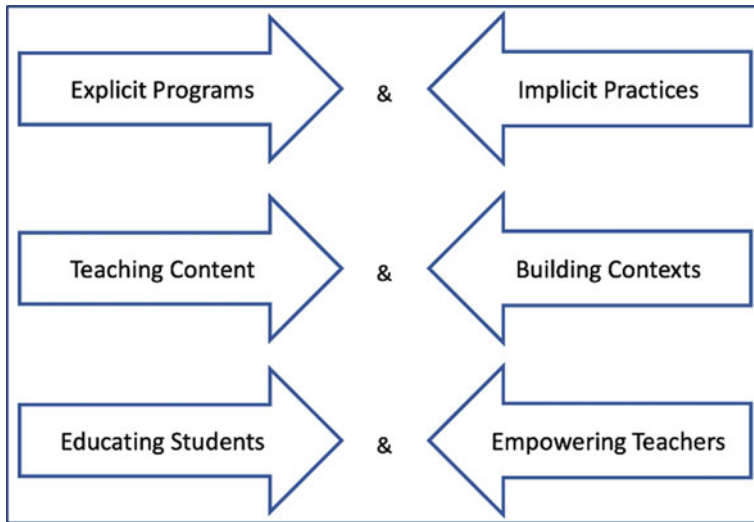 Explicit Programs & Implicit Practices
Teaching Content & Building Contexts
Educating Students & Empowering Teachers